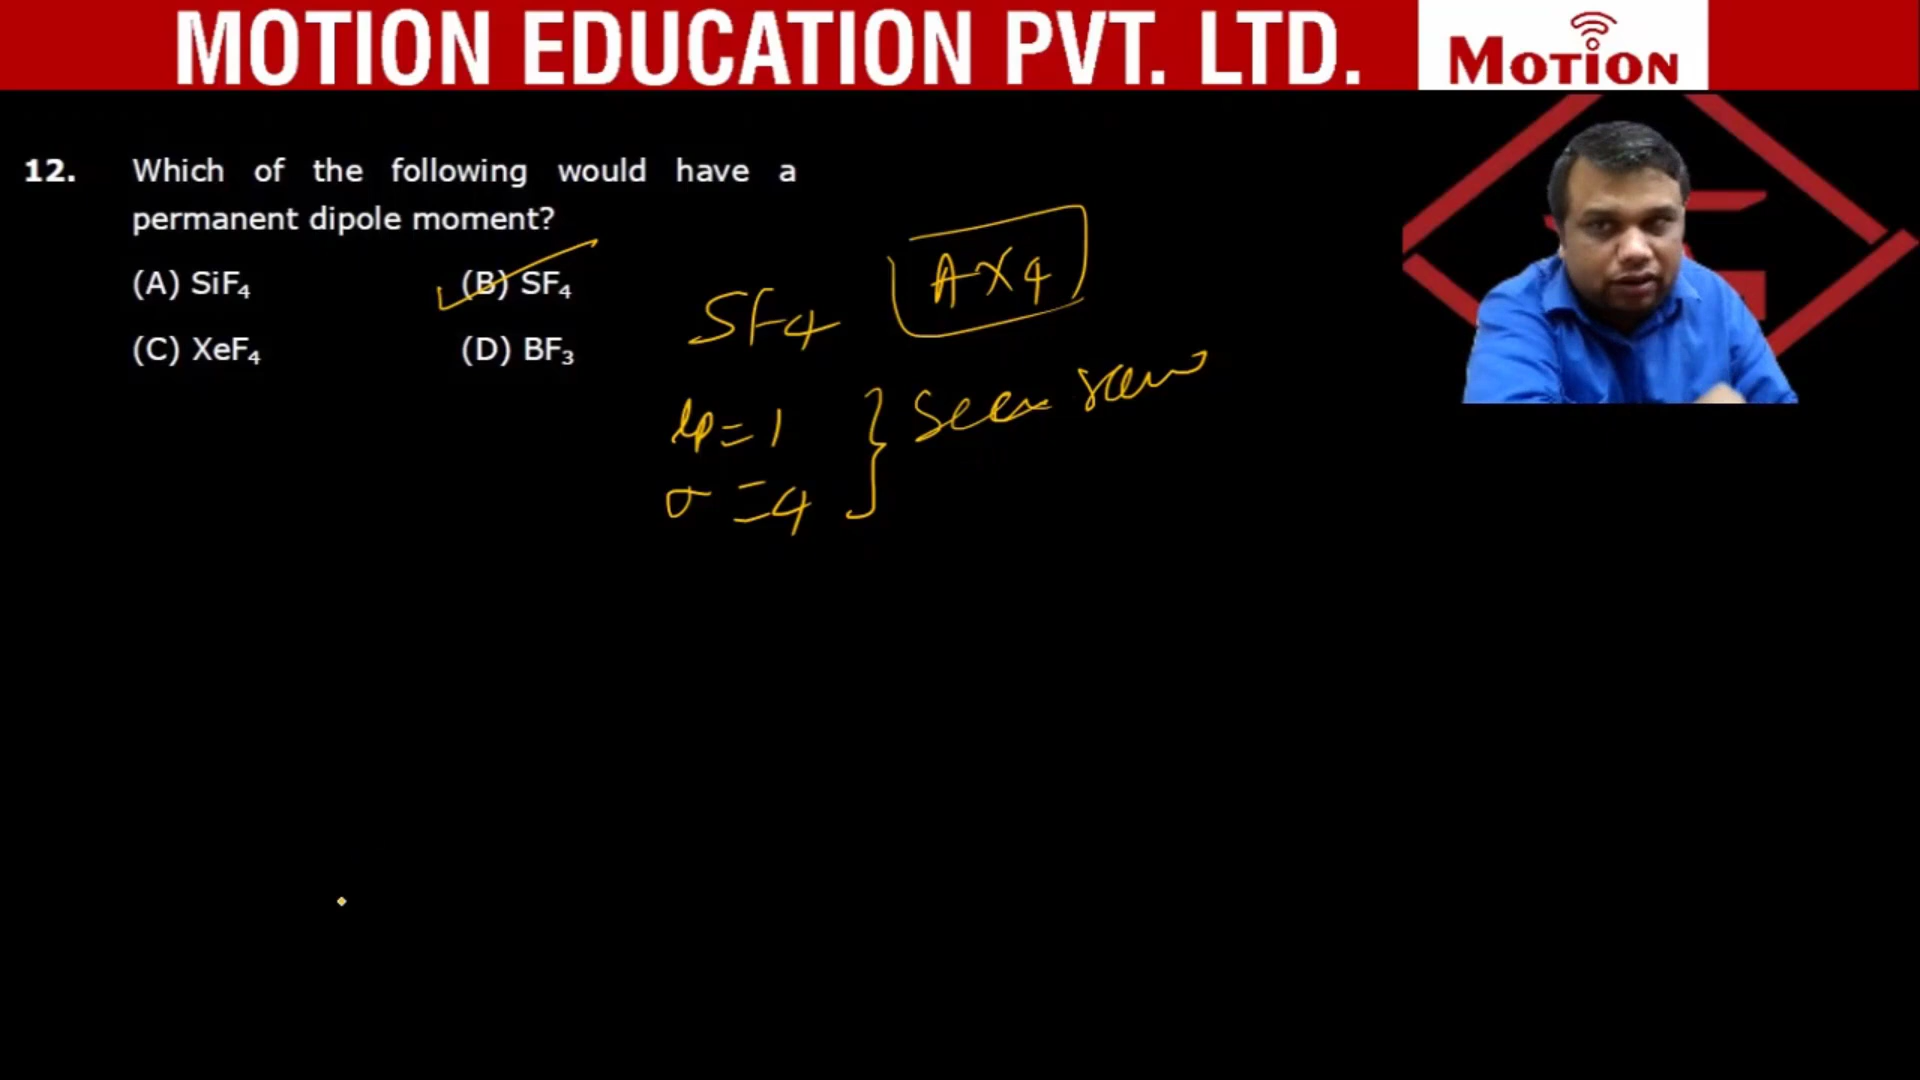 MOTION EDUCATION PVT. LTD.
MOTION
12. Which of the following would have a
permanent dipole moment?
(A) SiF₄ (B) SF₄
(C) XeF₄ (D) BF₃
SF4
AX4
lp = 1
σ = 4
See saw